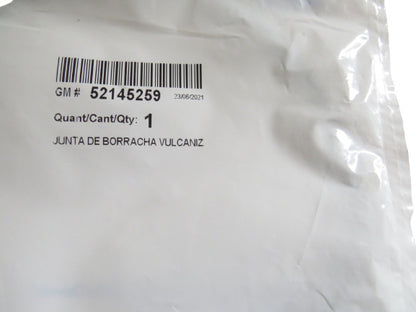 GM # 52145259 23/06/2021
Quant/Cant/Qty: 1
JUNTA DE BORRACHA VULCANIZ